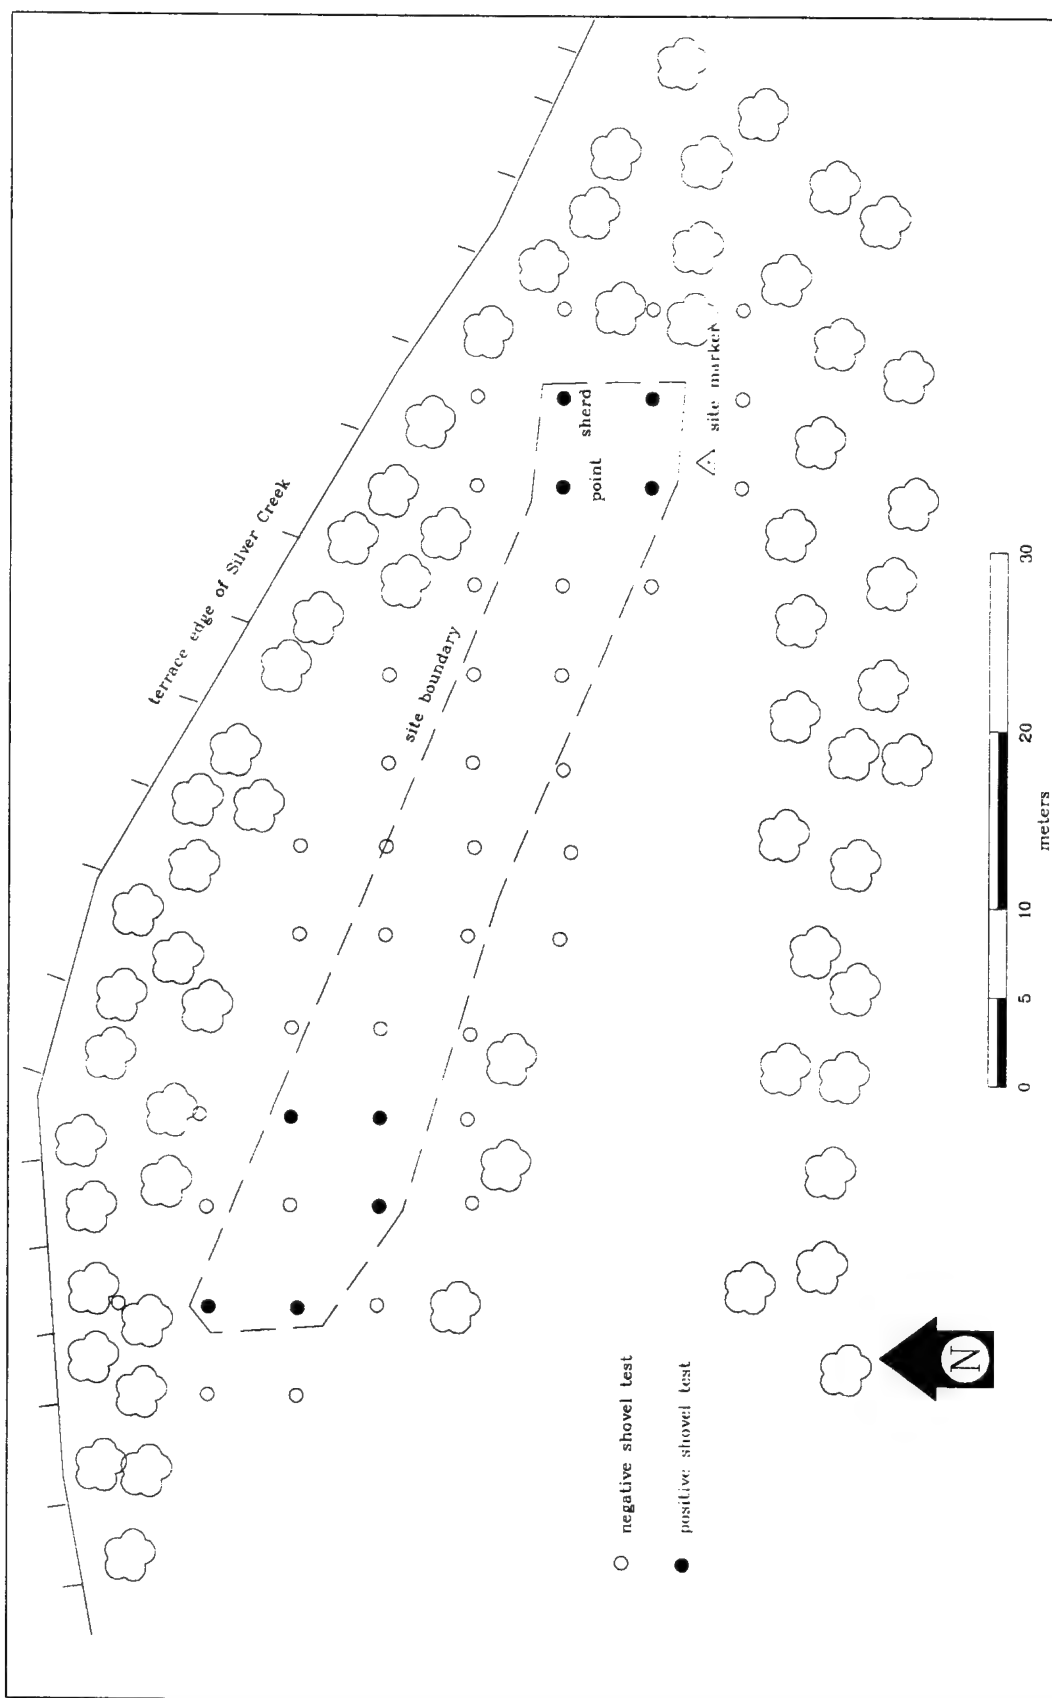 terrace edge of Silver Creek
site boundary
point
sherd
site marker
negative shovel test
positive shovel test
N
0 5 10 20 30
meters